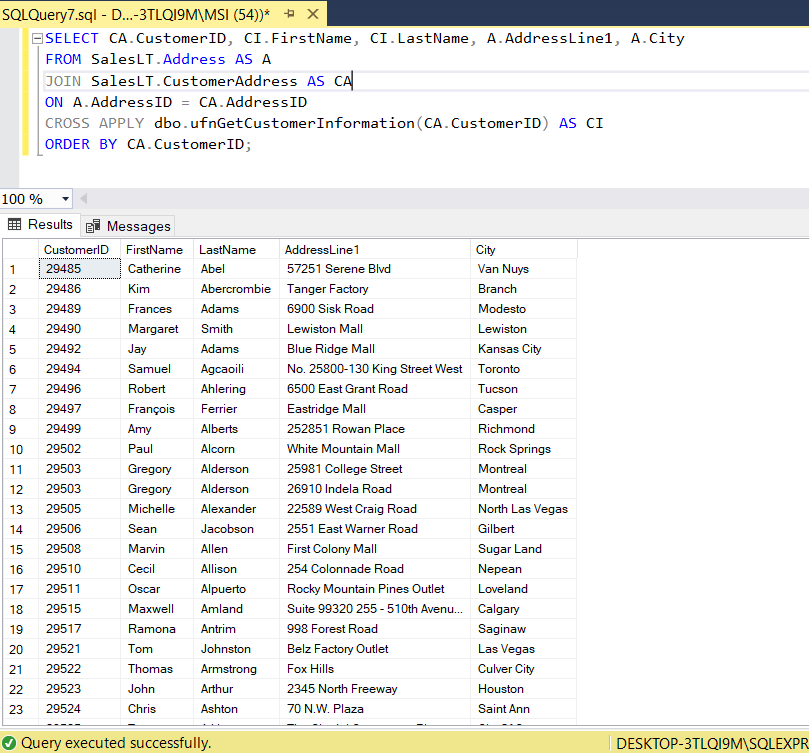 SQLQuery7.sql - D...-3TLQI9M\MSI (54))*
SELECT CA.CustomerID, CI.FirstName, CI.LastName, A.AddressLine1, A.City
FROM SalesLT.Address AS A
JOIN SalesLT.CustomerAddress AS CA
ON A.AddressID = CA.AddressID
CROSS APPLY dbo.ufnGetCustomerInformation(CA.CustomerID) AS CI
ORDER BY CA.CustomerID;
100 %
Results Messages
CustomerID FirstName LastName AddressLine1 City
1 29485 Catherine Abel 57251 Serene Blvd Van Nuys
2 29486 Kim Abercrombie Tanger Factory Branch
3 29489 Frances Adams 6900 Sisk Road Modesto
4 29490 Margaret Smith Lewiston Mall Lewiston
5 29492 Jay Adams Blue Ridge Mall Kansas City
6 29494 Samuel Agcaoili No. 25800-130 King Street West Toronto
7 29496 Robert Ahlering 6500 East Grant Road Tucson
8 29497 François Ferrier Eastridge Mall Casper
9 29499 Amy Alberts 252851 Rowan Place Richmond
10 29502 Paul Alcorn White Mountain Mall Rock Springs
11 29503 Gregory Alderson 25981 College Street Montreal
12 29503 Gregory Alderson 26910 Indela Road Montreal
13 29505 Michelle Alexander 22589 West Craig Road North Las Vegas
14 29506 Sean Jacobson 2551 East Warner Road Gilbert
15 29508 Marvin Allen First Colony Mall Sugar Land
16 29510 Cecil Allison 254 Colonnade Road Nepean
17 29511 Oscar Alpuerto Rocky Mountain Pines Outlet Loveland
18 29515 Maxwell Amland Suite 99320 255 - 510th Avenu... Calgary
19 29517 Ramona Antrim 998 Forest Road Saginaw
20 29521 Tom Johnston Belz Factory Outlet Las Vegas
21 29522 Thomas Armstrong Fox Hills Culver City
22 29523 John Arthur 2345 North Freeway Houston
23 29524 Chris Ashton 70 N.W. Plaza Saint Ann
Query executed successfully. DESKTOP-3TLQI9M\SQLEXPR